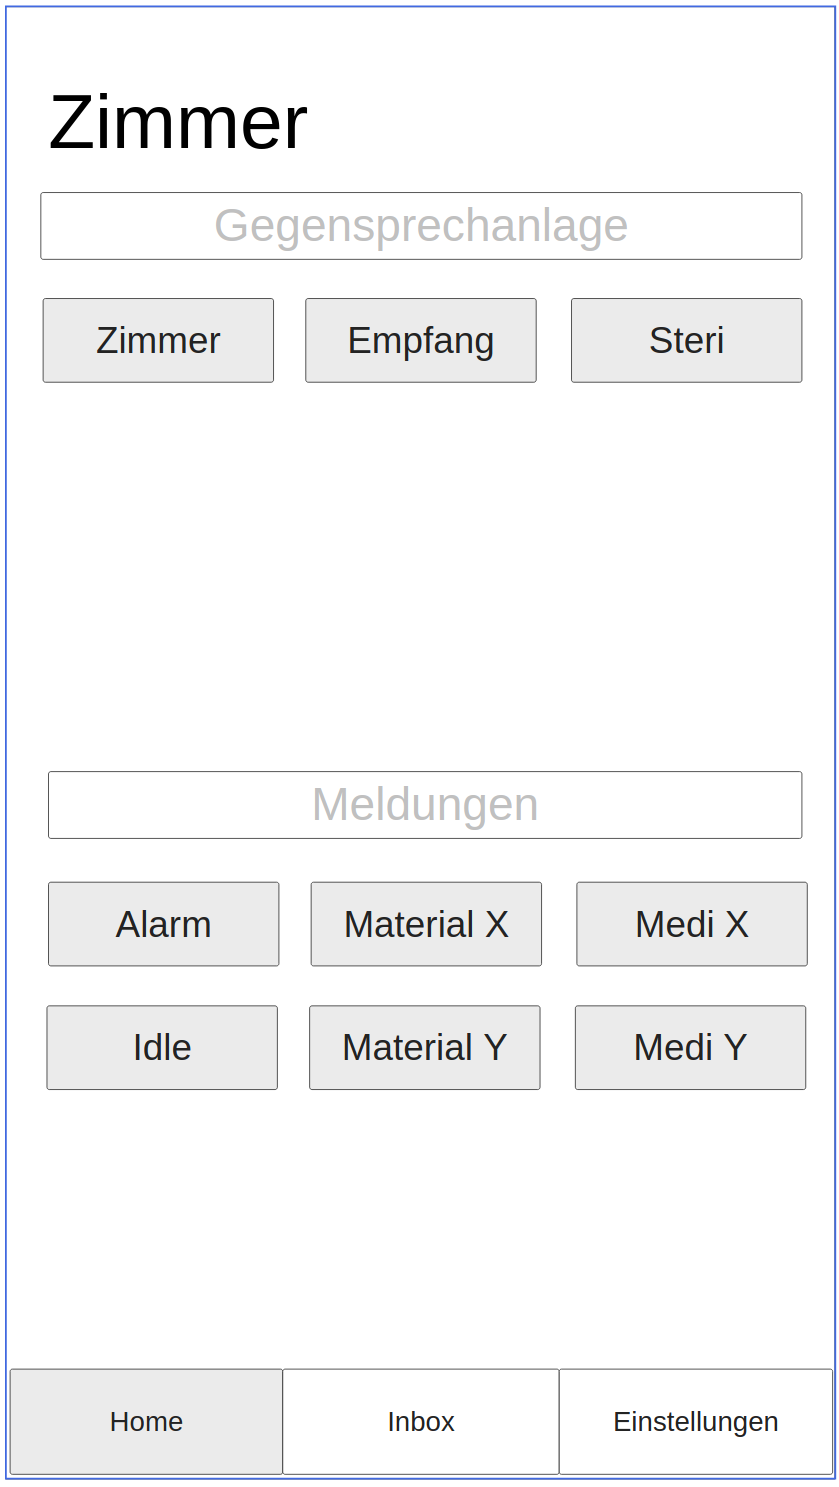 Zimmer
Gegensprechanlage
Zimmer Empfang Steri
Meldungen
Alarm Material X Medi X
Idle Material Y Medi Y
Home Inbox Einstellungen